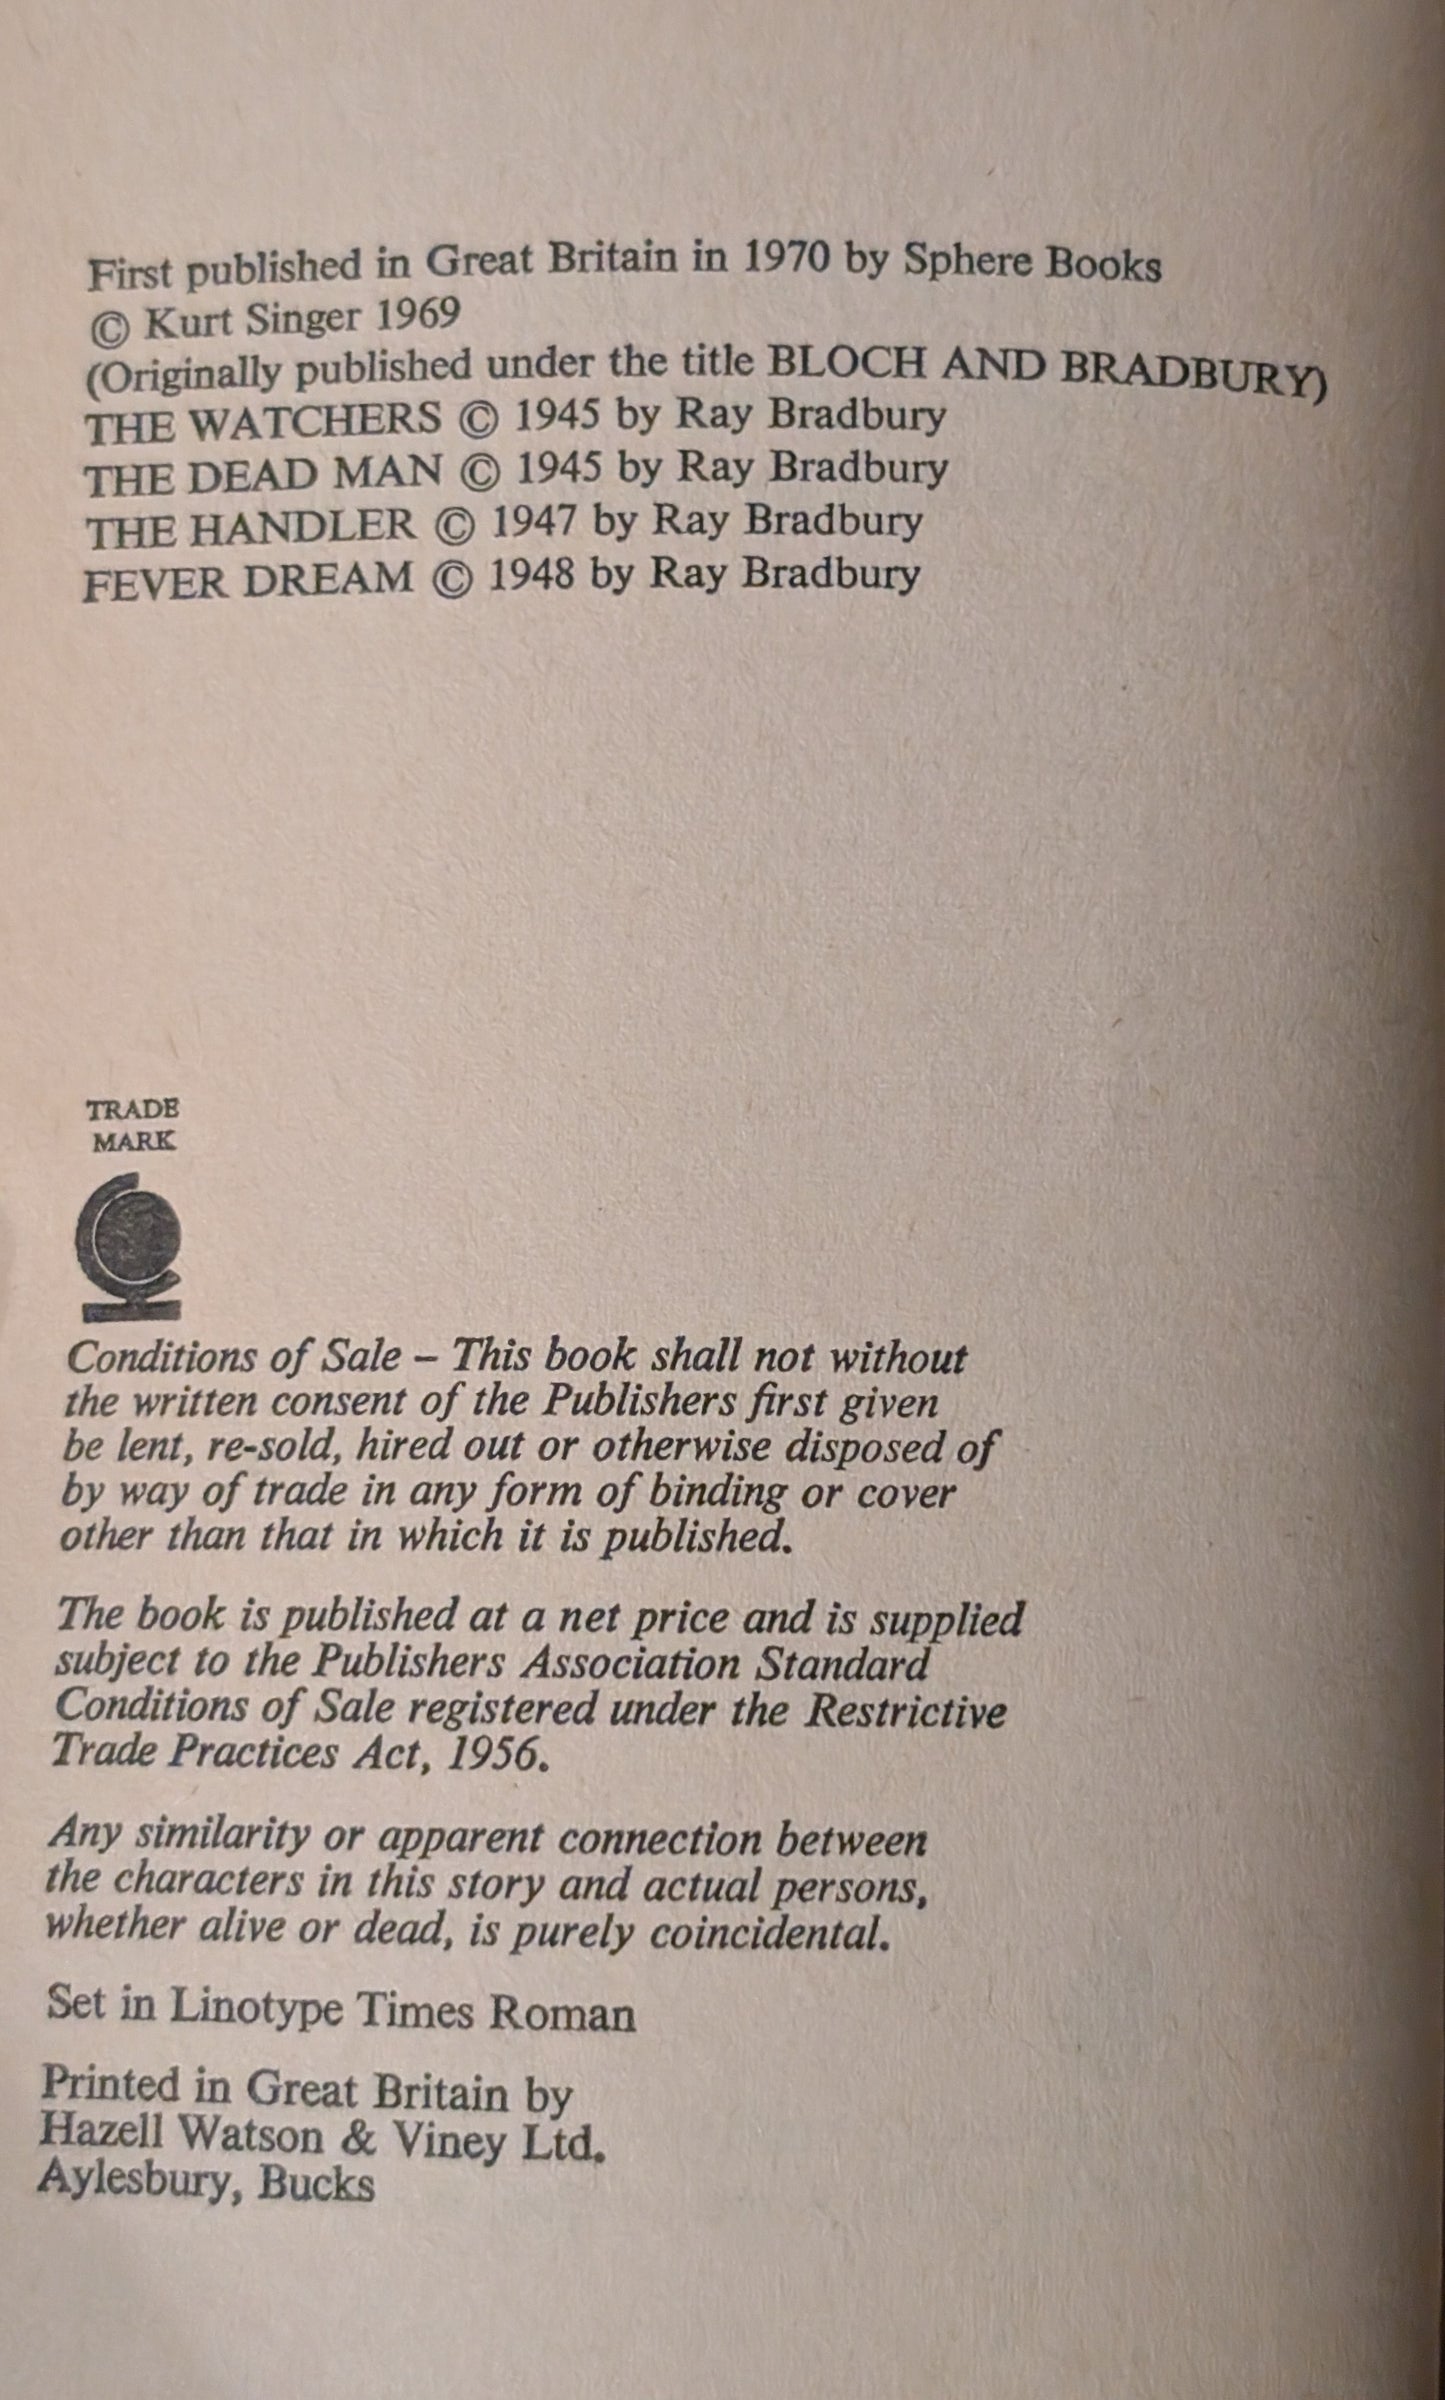 First published in Great Britain in 1970 by Sphere Books
© Kurt Singer 1969
(Originally published under the title BLOCH AND BRADBURY)
THE WATCHERS © 1945 by Ray Bradbury
THE DEAD MAN © 1945 by Ray Bradbury
THE HANDLER © 1947 by Ray Bradbury
FEVER DREAM © 1948 by Ray Bradbury
TRADE
MARK
Conditions of Sale – This book shall not without
the written consent of the Publishers first given
be lent, re-sold, hired out or otherwise disposed of
by way of trade in any form of binding or cover
other than that in which it is published.
The book is published at a net price and is supplied
subject to the Publishers Association Standard
Conditions of Sale registered under the Restrictive
Trade Practices Act, 1956.
Any similarity or apparent connection between
the characters in this story and actual persons,
whether alive or dead, is purely coincidental.
Set in Linotype Times Roman
Printed in Great Britain by
Hazell Watson & Viney Ltd.
Aylesbury, Bucks